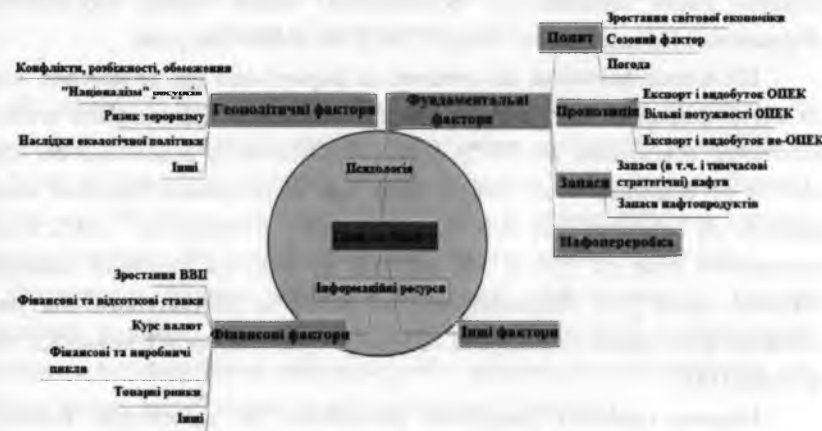 Зростання світової економіки
Попит
Сезоний фактор
Погода
Конфлікти, розбіжності, обмеження
"Націоналізм" ресурсів
Ризик тероризму
Наслідки екологічної політики
Інші
Геополітичні фактори
Фундаментальні
фактори
Експорт і видобуток ОПЕК
Пропозиція
Вільні потужності ОПЕК
Експорт і видобуток не-ОПЕК
Запаси (в т.ч. і тимчасові
стратегічні) нафти
Запаси
Запаси нафтопродуктів
Нафопереробка
Психологія
Інформаційні ресурси
Зростання ВВП
Фінансові та відсоткові ставки
Курс валют
Фінансові та виробничі
цикли
Товарні ринки
Інші
Фінансові фактори
Інші фактори